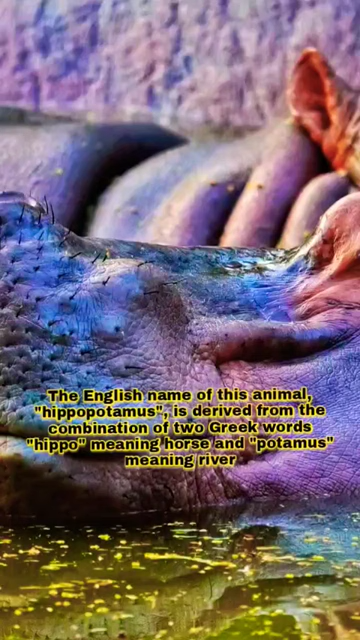 The English name of this animal,
"hippopotamus", is derived from the
combination of two Greek words
"hippo" meaning horse and "potamus"
meaning river